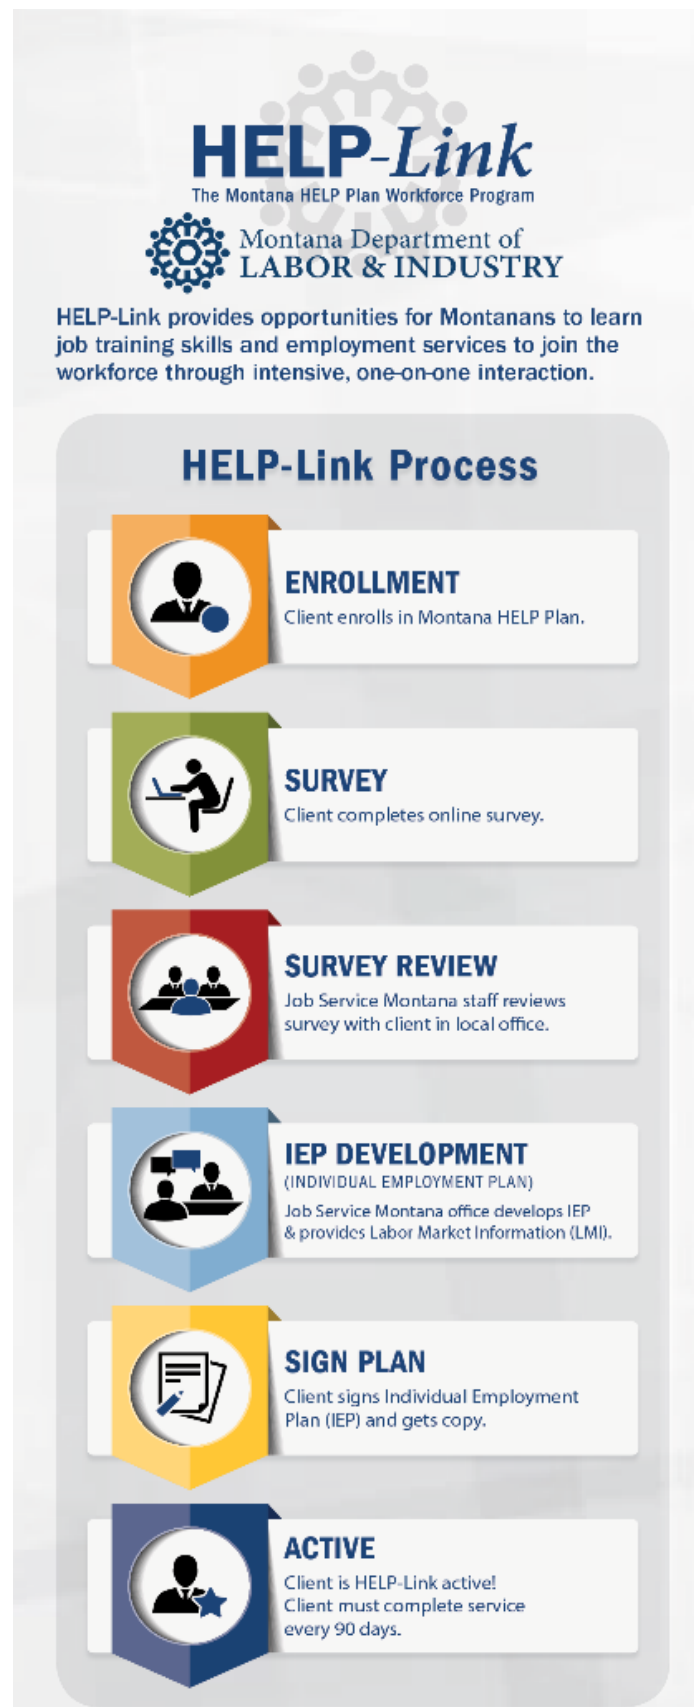 HELP-Link
The Montana HELP Plan Workforce Program
Montana Department of
LABOR & INDUSTRY
HELP-Link provides opportunities for Montanans to learn
job training skills and employment services to join the
workforce through intensive, one-on-one interaction.
HELP-Link Process
ENROLLMENT
Client enrolls in Montana HELP Plan.
SURVEY
Client completes online survey.
SURVEY REVIEW
Job Service Montana staff reviews
survey with client in local office.
IEP DEVELOPMENT
(INDIVIDUAL EMPLOYMENT PLAN)
Job Service Montana office develops IEP
& provides Labor Market Information (LMI).
SIGN PLAN
Client signs Individual Employment
Plan (IEP) and gets copy.
ACTIVE
Client is HELP-Link active!
Client must complete service
every 90 days.